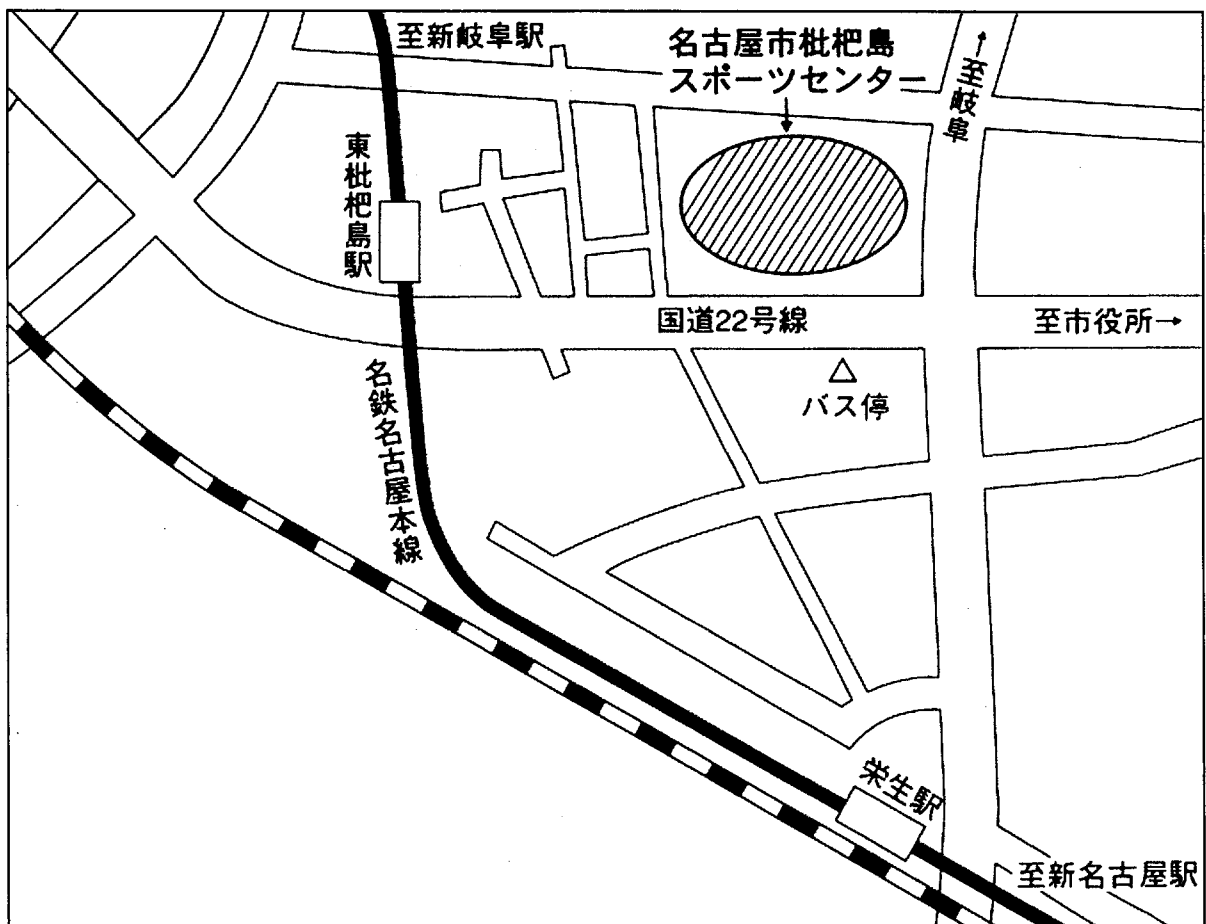 至新岐阜駅
名古屋市枇杷島
スポーツセンター
↑至岐阜
東枇杷島駅
国道22号線
至市役所→
△
バス停
名鉄名古屋本線
栄生駅
至新名古屋駅